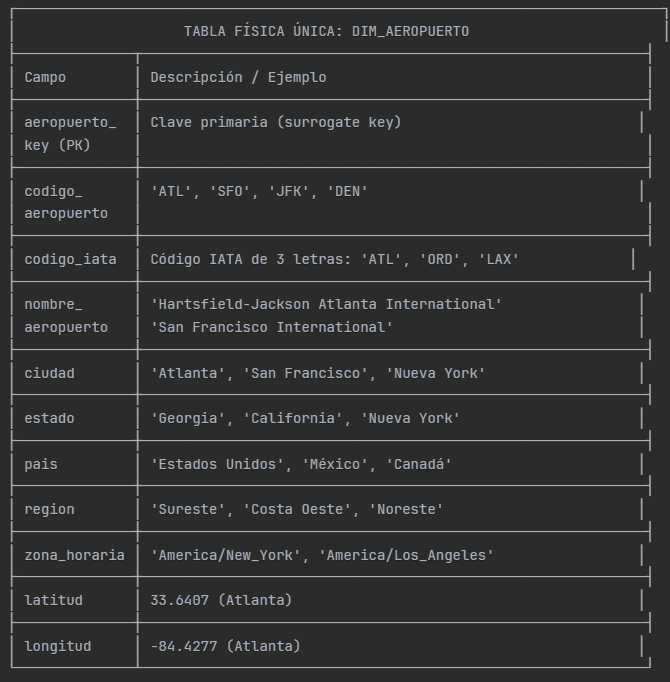 TABLA FÍSICA ÚNICA: DIM_AEROPUERTO
Campo Descripción / Ejemplo
aeropuerto_ Clave primaria (surrogate key)
key (PK)
codigo_ 'ATL', 'SFO', 'JFK', 'DEN'
aeropuerto
codigo_iata Código IATA de 3 letras: 'ATL', 'ORD', 'LAX'
nombre_ 'Hartsfield-Jackson Atlanta International'
aeropuerto 'San Francisco International'
ciudad 'Atlanta', 'San Francisco', 'Nueva York'
estado 'Georgia', 'California', 'Nueva York'
pais 'Estados Unidos', 'México', 'Canadá'
region 'Sureste', 'Costa Oeste', 'Noreste'
zona_horaria 'America/New_York', 'America/Los_Angeles'
latitud 33.6407 (Atlanta)
longitud -84.4277 (Atlanta)